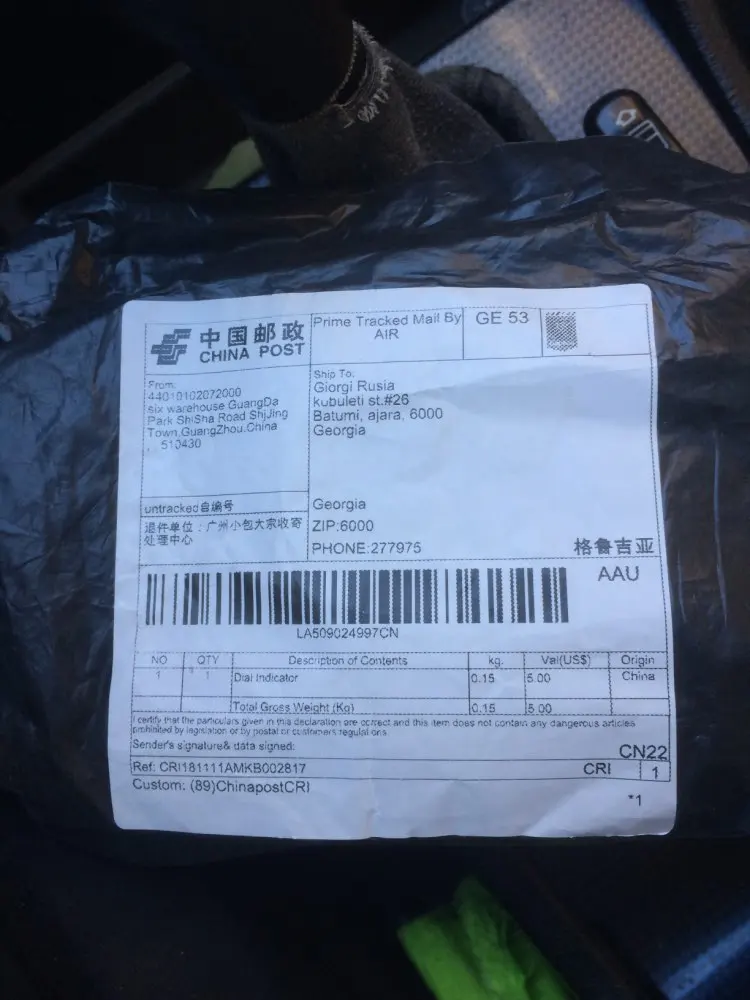 中国邮政
CHINA POST
Prime Tracked Mail By
AIR
GE 53
From:
44010102072000
six warehouse GuangDa
Park ShiSha Road ShiJing
Town,GuangZhou,China
510430
Ship To:
Giorgi Rusia
kubuleti st.#26
Batumi, ajara, 6000
Georgia
untracked自编号
退件单位：广州小包大宗收寄
处理中心
Georgia
ZIP:6000
PHONE:277975
格鲁吉亚
AAU
LA509024997CN
NO QTY Description of Contents kg. Val(US$) Origin
1 1 Dial Indicator 0.15 5.00 China
Total Gross Weight (Kg) 0.15 5.00
I certify that the particulars given in this declaration are correct and this item does not contain any dangerous articles
prohibited by legislation or by postal or customers regulations
Sender's signature& data signed:
CN22
Ref: CRI181111AMKB002817
CRI 1
Custom: (89)ChinapostCRI
*1